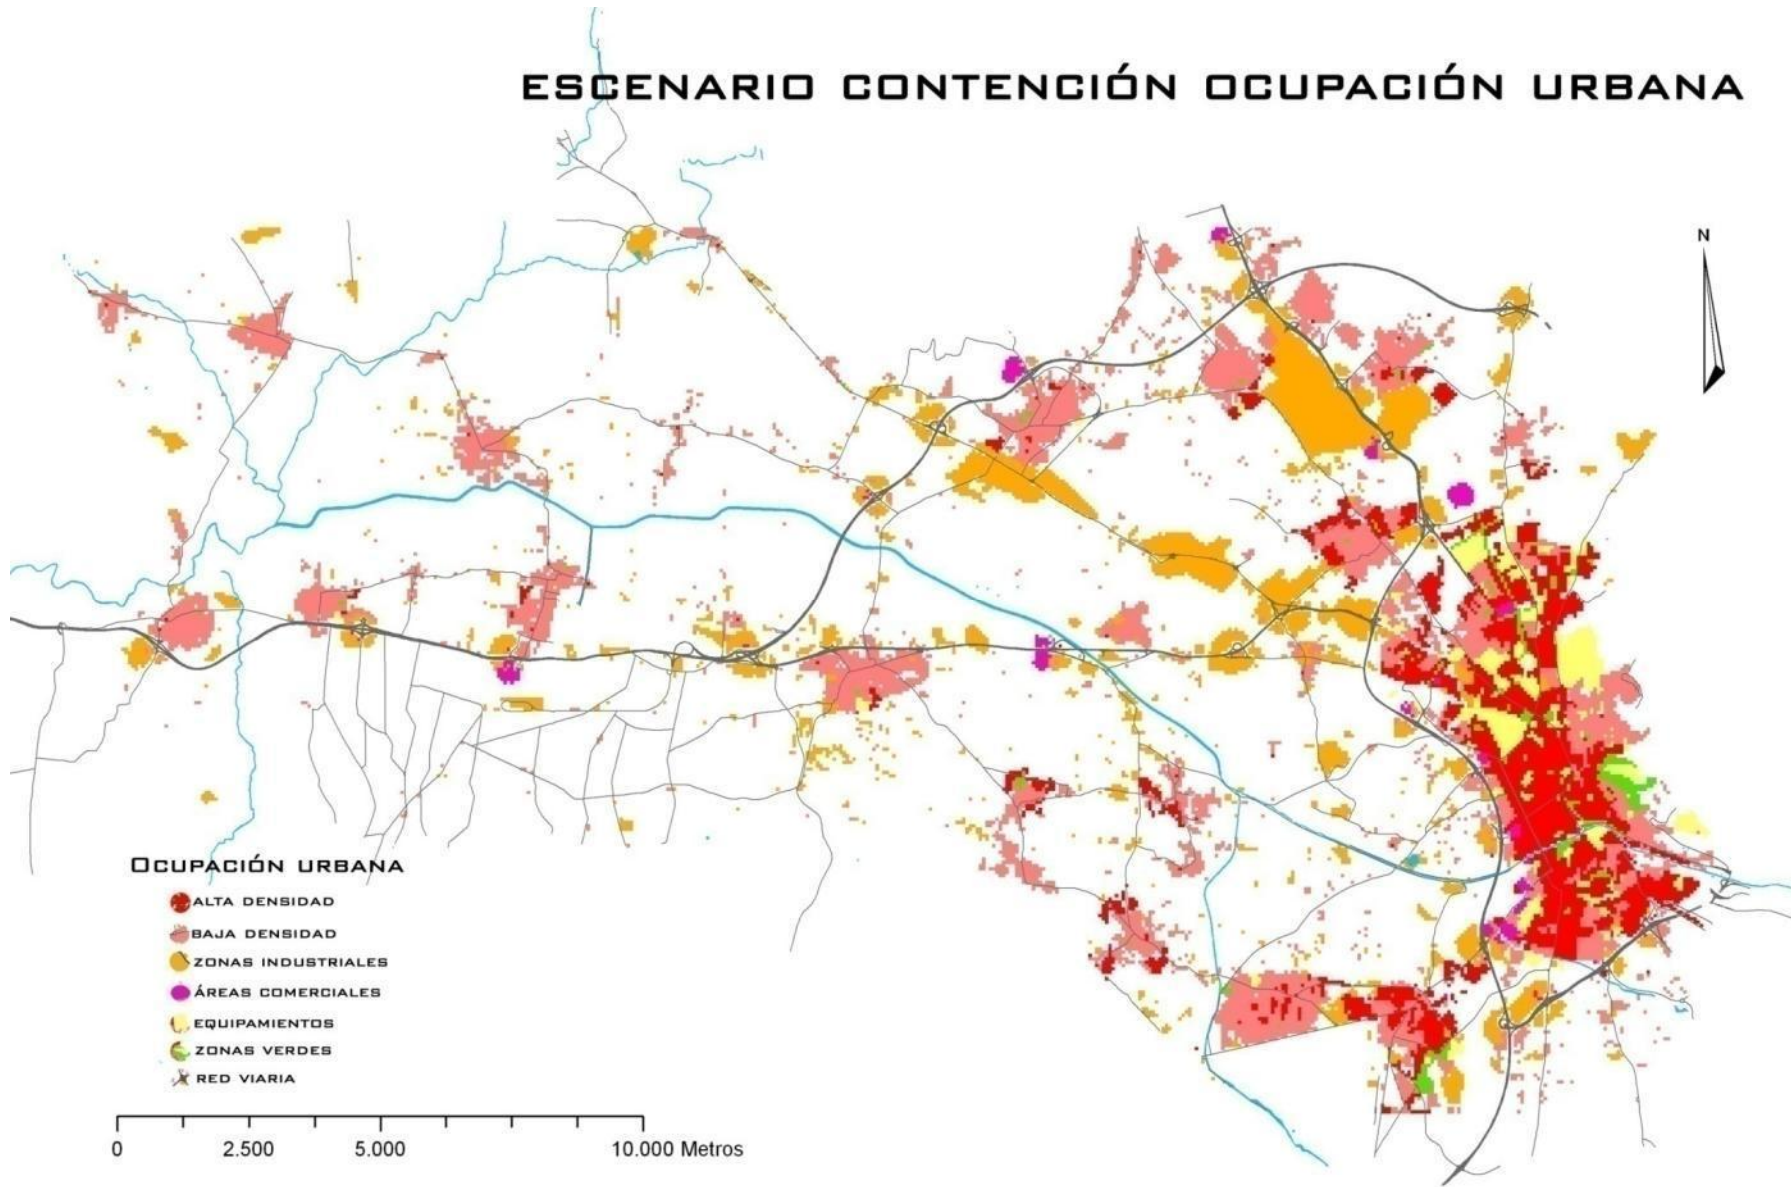 ESCENARIO CONTENCIÓN OCUPACIÓN URBANA
N
OCUPACIÓN URBANA
ALTA DENSIDAD
BAJA DENSIDAD
ZONAS INDUSTRIALES
ÁREAS COMERCIALES
EQUIPAMIENTOS
ZONAS VERDES
RED VIARIA
0 2.500 5.000 10.000 Metros